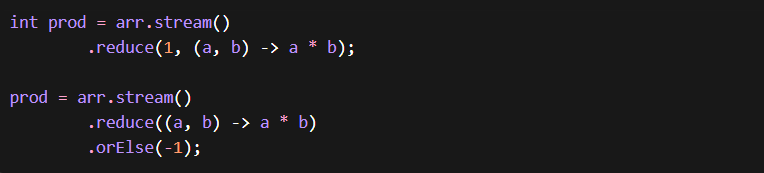 int prod = arr.stream()
        .reduce(1, (a, b) -> a * b);

prod = arr.stream()
        .reduce((a, b) -> a * b)
        .orElse(-1);